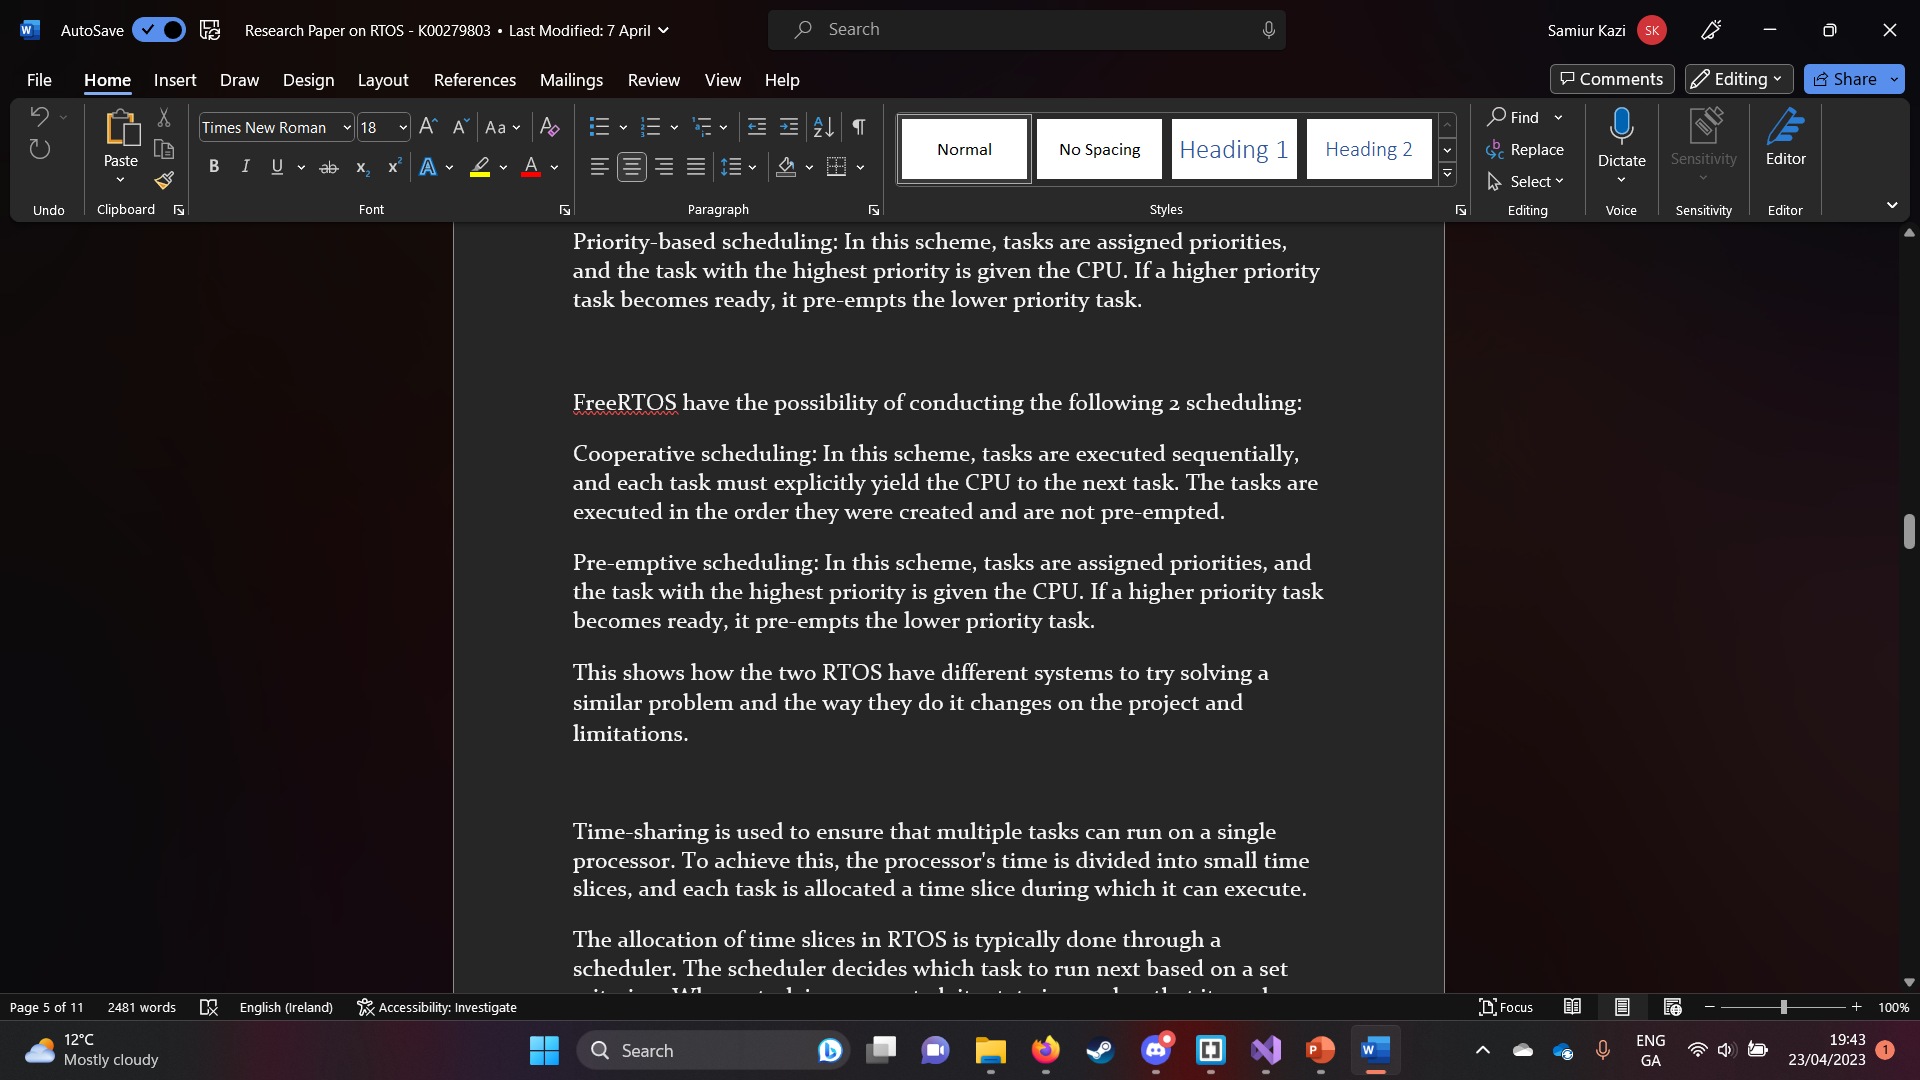 AutoSave
Research Paper on RTOS - K00279803 • Last Modified: 7 April
Search
Samiur Kazi
SK
File
Home
Insert
Draw
Design
Layout
References
Mailings
Review
View
Help
Comments
Editing
Share
Undo
Paste
Clipboard
Times New Roman
18
Aa
B
I
U
ab
Font
Paragraph
Normal
No Spacing
Heading 1
Heading 2
Styles
Find
Replace
Select
Editing
Dictate
Voice
Sensitivity
Sensitivity
Editor
Editor
Priority-based scheduling: In this scheme, tasks are assigned priorities,
and the task with the highest priority is given the CPU. If a higher priority
task becomes ready, it pre-empts the lower priority task.
FreeRTOS have the possibility of conducting the following 2 scheduling:
Cooperative scheduling: In this scheme, tasks are executed sequentially,
and each task must explicitly yield the CPU to the next task. The tasks are
executed in the order they were created and are not pre-empted.
Pre-emptive scheduling: In this scheme, tasks are assigned priorities, and
the task with the highest priority is given the CPU. If a higher priority task
becomes ready, it pre-empts the lower priority task.
This shows how the two RTOS have different systems to try solving a
similar problem and the way they do it changes on the project and
limitations.
Time-sharing is used to ensure that multiple tasks can run on a single
processor. To achieve this, the processor's time is divided into small time
slices, and each task is allocated a time slice during which it can execute.
The allocation of time slices in RTOS is typically done through a
scheduler. The scheduler decides which task to run next based on a set
Page 5 of 11
2481 words
English (Ireland)
Accessibility: Investigate
Focus
100%
12°C
Mostly cloudy
Search
ENG
GA
19:43
23/04/2023
1